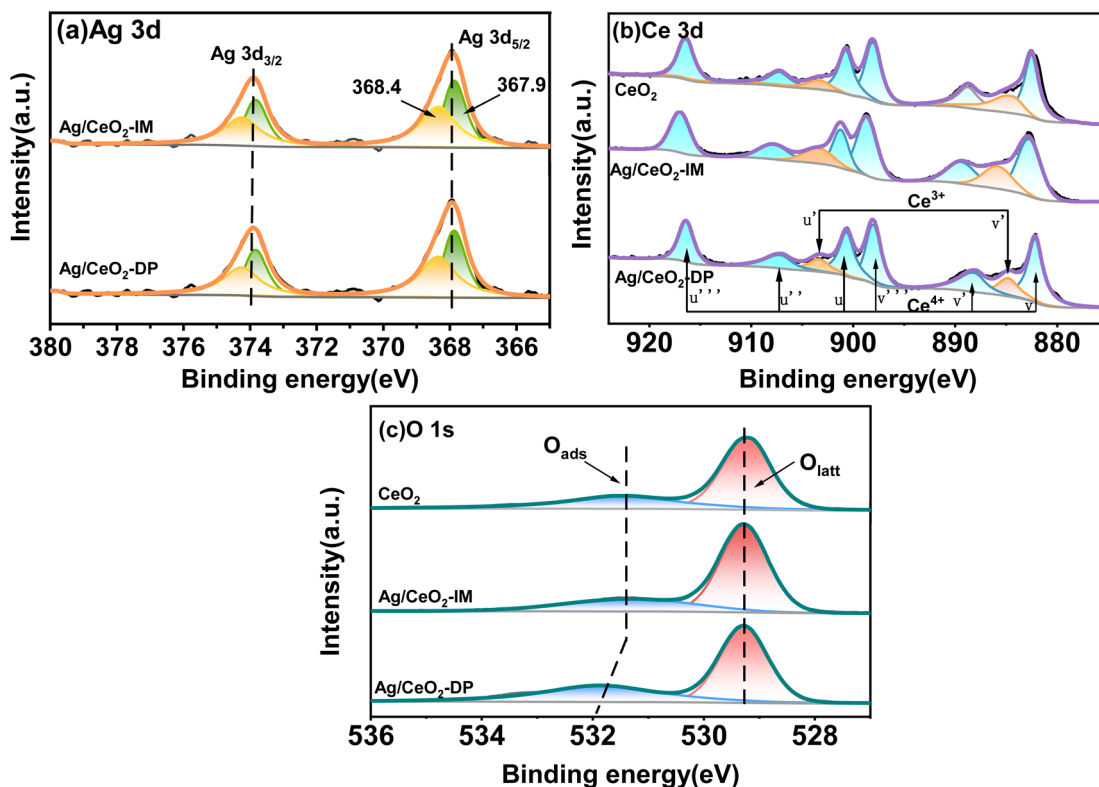 (a)Ag 3d
Ag 3d3/2
Ag 3d5/2
368.4
367.9
Ag/CeO2-IM
Ag/CeO2-DP
Intensity(a.u.)
380 378 376 374 372 370 368 366
Binding energy(eV)
(b)Ce 3d
CeO2
Ag/CeO2-IM
Ce3+
u’
v’
Ag/CeO2-DP
u’’’
u’’
u
v’’’
Ce4+
v’
v
Intensity(a.u.)
920 910 900 890 880
Binding energy(eV)
(c)O 1s
Oads
Olatt
CeO2
Ag/CeO2-IM
Ag/CeO2-DP
Intensity(a.u.)
536 534 532 530 528
Binding energy(eV)